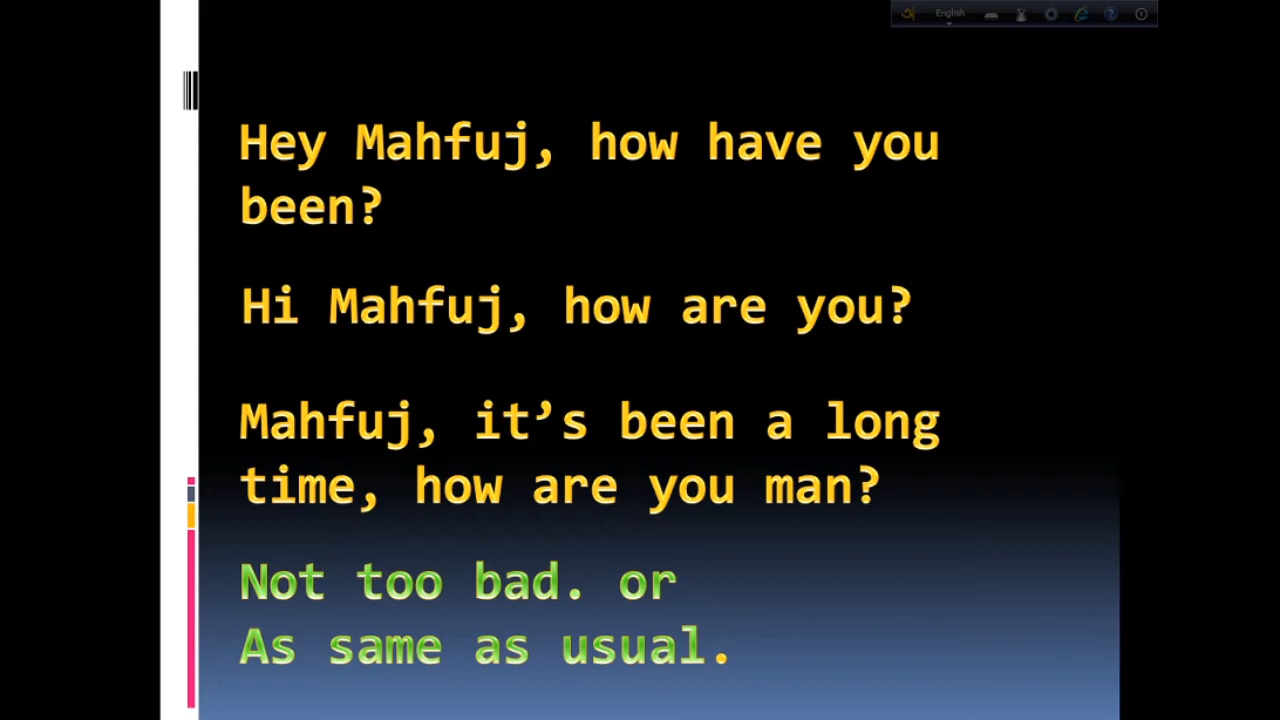 অ English
Hey Mahfuj, how have you
been?
Hi Mahfuj, how are you?
Mahfuj, it’s been a long
time, how are you man?
Not too bad. or
As same as usual.